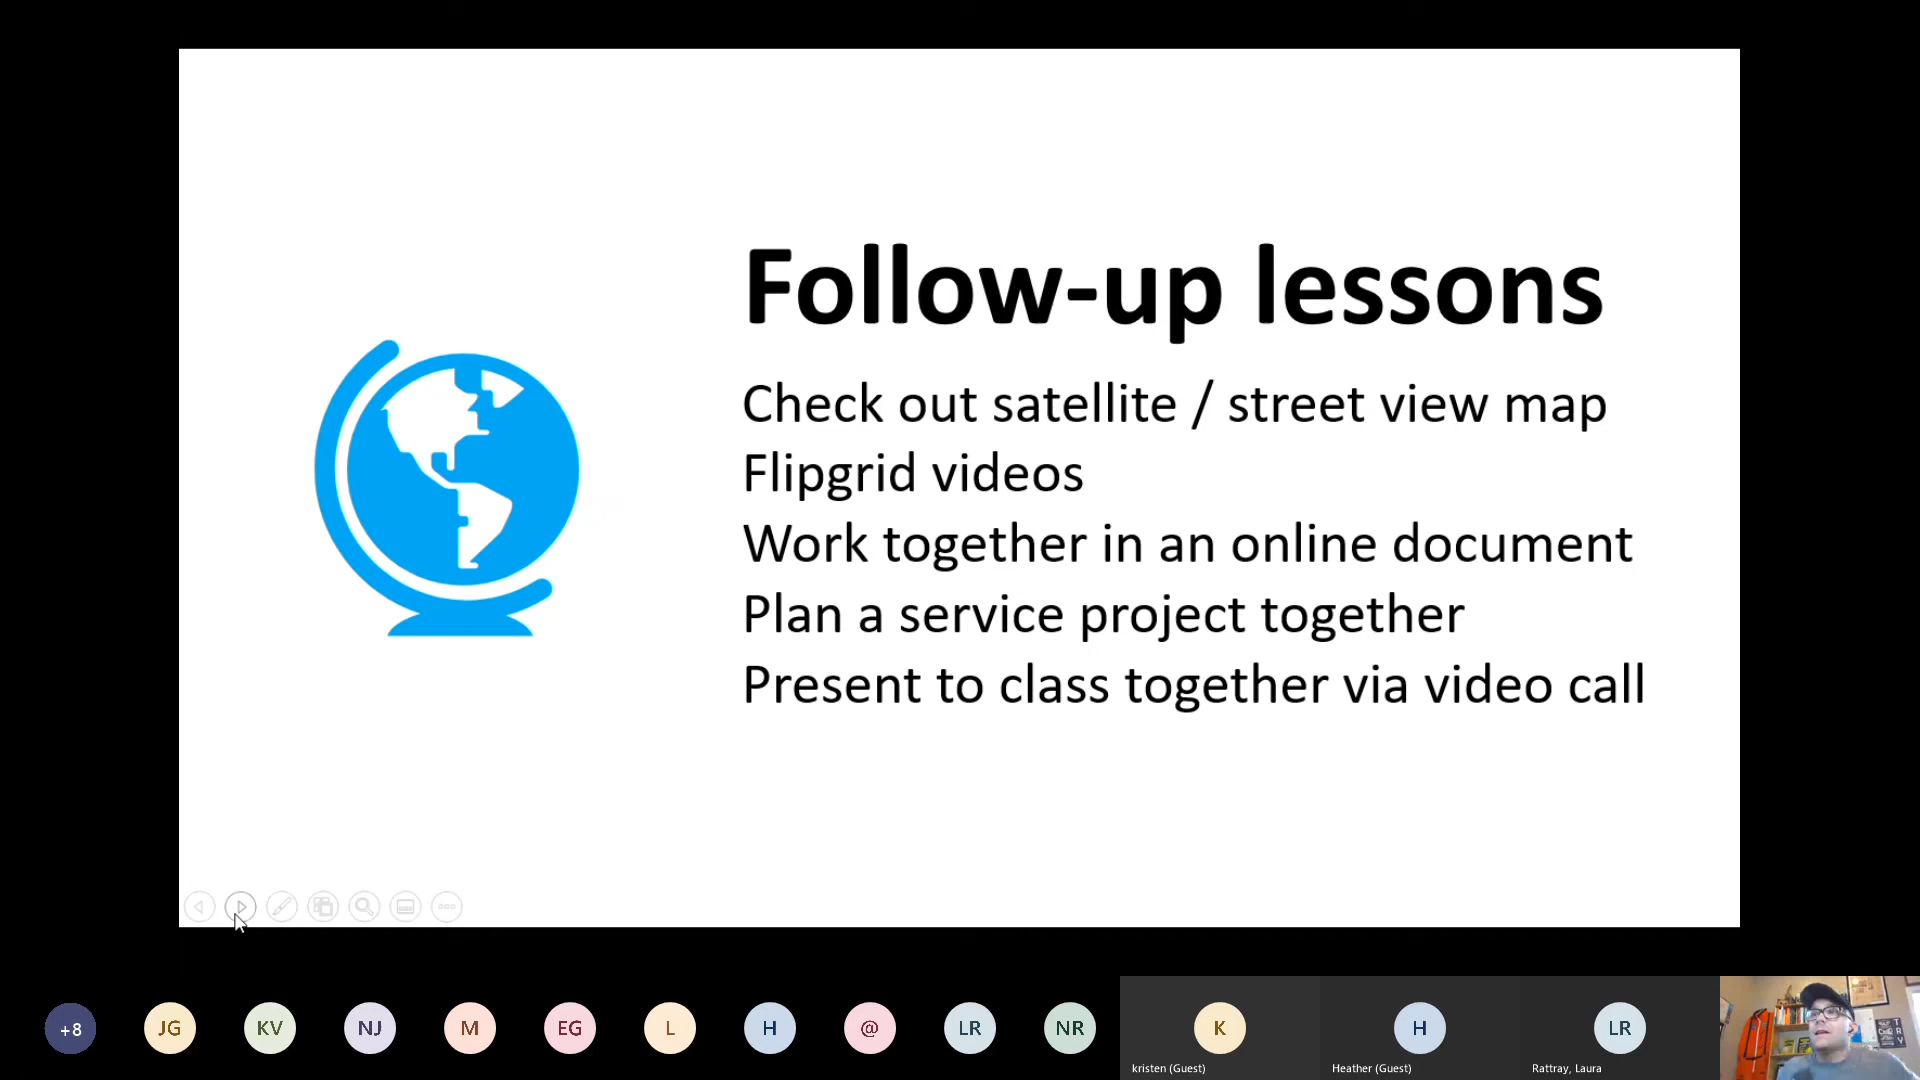 Follow-up lessons
Check out satellite / street view map
Flipgrid videos
Work together in an online document
Plan a service project together
Present to class together via video call
+8
JG
KV
NJ
M
EG
L
H
@
LR
NR
K
H
LR
kristen (Guest)
Heather (Guest)
Rattray, Laura